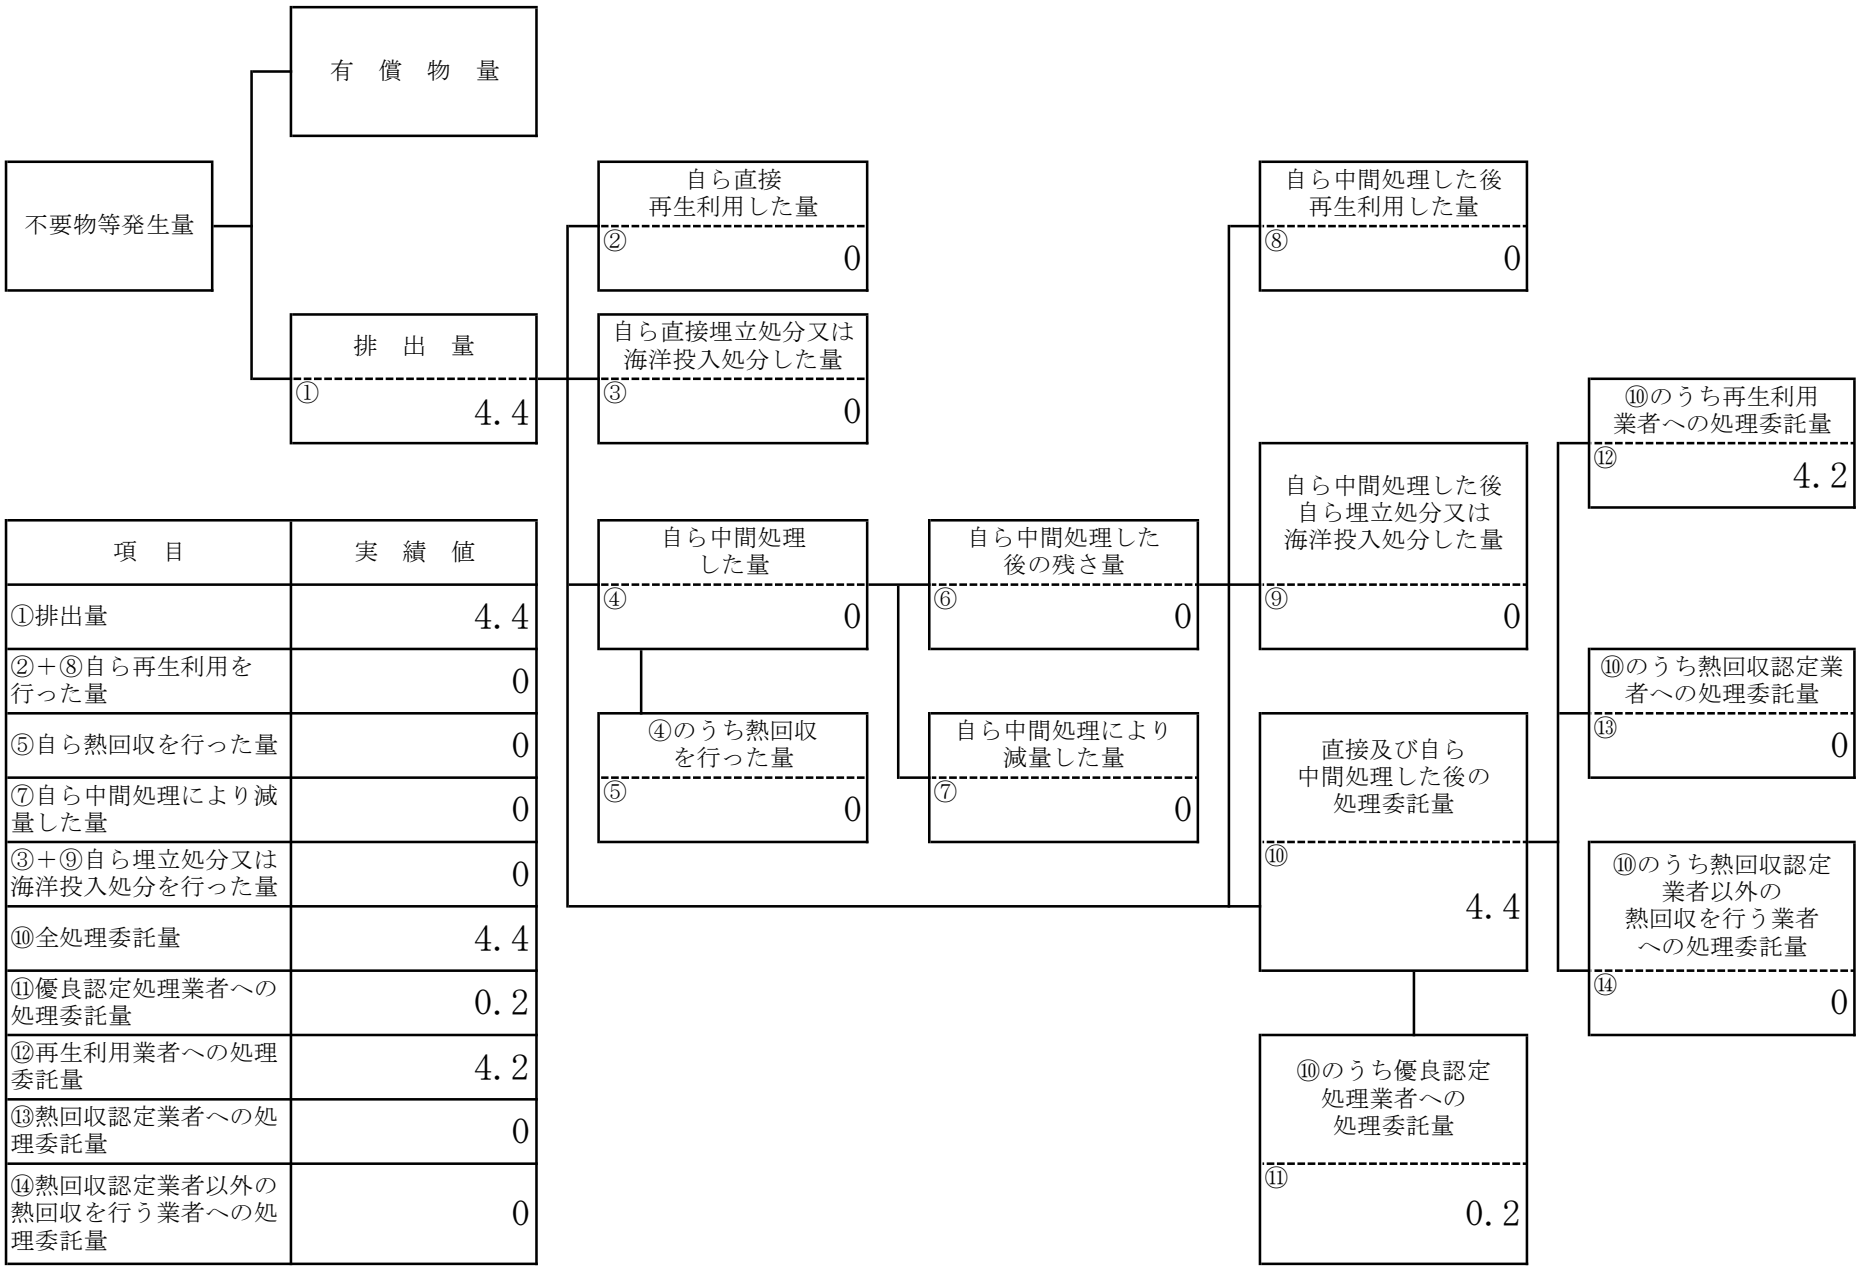 有 償 物 量
不要物等発生量
排 出 量
①
4.4
自ら直接
再生利用した量
②
0
自ら直接埋立処分又は
海洋投入処分した量
③
0
自ら中間処理
した量
④
0
④のうち熱回収
を行った量
⑤
0
自ら中間処理した
後の残さ量
⑥
0
自ら中間処理により
減量した量
⑦
0
自ら中間処理した後
再生利用した量
⑧
0
自ら中間処理した後
自ら埋立処分又は
海洋投入処分した量
⑨
0
直接及び自ら
中間処理した後の
処理委託量
⑩
4.4
⑩のうち優良認定
処理業者への
処理委託量
⑪
0.2
⑩のうち再生利用
業者への処理委託量
⑫
4.2
⑩のうち熱回収認定業
者への処理委託量
⑬
0
⑩のうち熱回収認定
業者以外の
熱回収を行う業者
への処理委託量
⑭
0
項 目 実 績 値
①排出量 4.4
②＋⑧自ら再生利用を
行った量 0
⑤自ら熱回収を行った量 0
⑦自ら中間処理により減
量した量 0
③＋⑨自ら埋立処分又は
海洋投入処分を行った量 0
⑩全処理委託量 4.4
⑪優良認定処理業者への
処理委託量 0.2
⑫再生利用業者への処理
委託量 4.2
⑬熱回収認定業者への処
理委託量 0
⑭熱回収認定業者以外の
熱回収を行う業者への処
理委託量 0